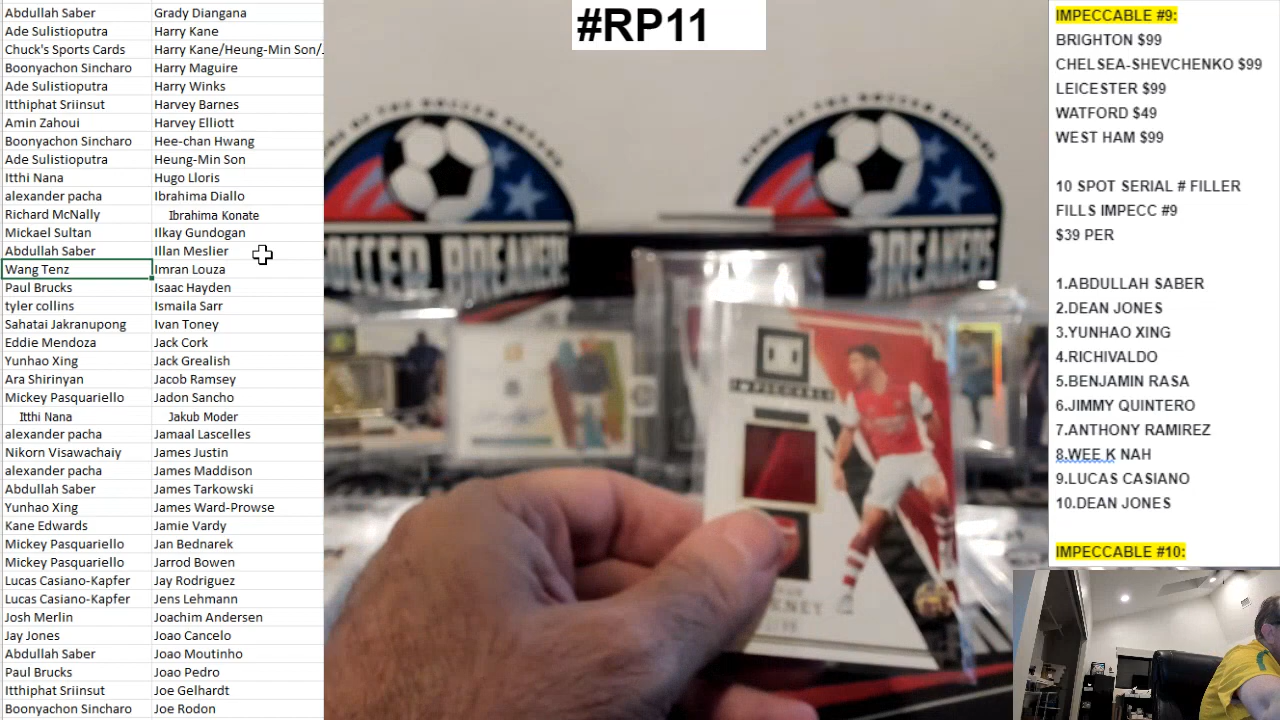 Abdullah Saber Grady Diangana
Ade Sulistioputra Harry Kane
Chuck's Sports Cards Harry Kane/Heung-Min Son/
Boonyachon Sincharo Harry Maguire
Ade Sulistioputra Harry Winks
Itthiphat Sriinsut Harvey Barnes
Amin Zahoui Harvey Elliott
Boonyachon Sincharo Hee-chan Hwang
Ade Sulistioputra Heung-Min Son
Itthi Nana Hugo Lloris
alexander pacha Ibrahima Diallo
Richard McNally Ibrahima Konate
Mickael Sultan Ilkay Gundogan
Abdullah Saber Illan Meslier
Wang Tenz Imran Louza
Paul Brucks Isaac Hayden
tyler collins Ismaila Sarr
Sahatai Jakranupong Ivan Toney
Eddie Mendoza Jack Cork
Yunhao Xing Jack Grealish
Ara Shirinyan Jacob Ramsey
Mickey Pasquariello Jadon Sancho
Itthi Nana Jakub Moder
alexander pacha Jamaal Lascelles
Nikorn Visawachaiy James Justin
alexander pacha James Maddison
Abdullah Saber James Tarkowski
Yunhao Xing James Ward-Prowse
Kane Edwards Jamie Vardy
Mickey Pasquariello Jan Bednarek
Mickey Pasquariello Jarrod Bowen
Lucas Casiano-Kapfer Jay Rodriguez
Lucas Casiano-Kapfer Jens Lehmann
Josh Merlin Joachim Andersen
Jay Jones Joao Cancelo
Abdullah Saber Joao Moutinho
Paul Brucks Joao Pedro
Itthiphat Sriinsut Joe Gelhardt
Boonyachon Sincharo Joe Rodon
#RP11
BREAKERS
IMPECCABLE
IMPECCABLE #9:
BRIGHTON $99
CHELSEA-SHEVCHENKO $99
LEICESTER $99
WATFORD $49
WEST HAM $99
10 SPOT SERIAL # FILLER
FILLS IMPECC #9
$39 PER
1.ABDULLAH SABER
2.DEAN JONES
3.YUNHAO XING
4.RICHIVALDO
5.BENJAMIN RASA
6.JIMMY QUINTERO
7.ANTHONY RAMIREZ
8.WEE K NAH
9.LUCAS CASIANO
10.DEAN JONES
IMPECCABLE #10: